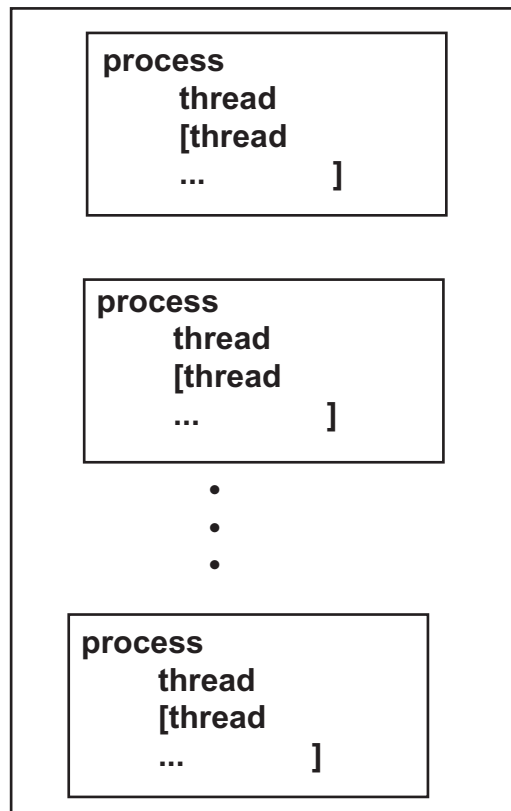 process
thread
[thread
... ]
process
thread
[thread
... ]
•
•
•
process
thread
[thread
... ]